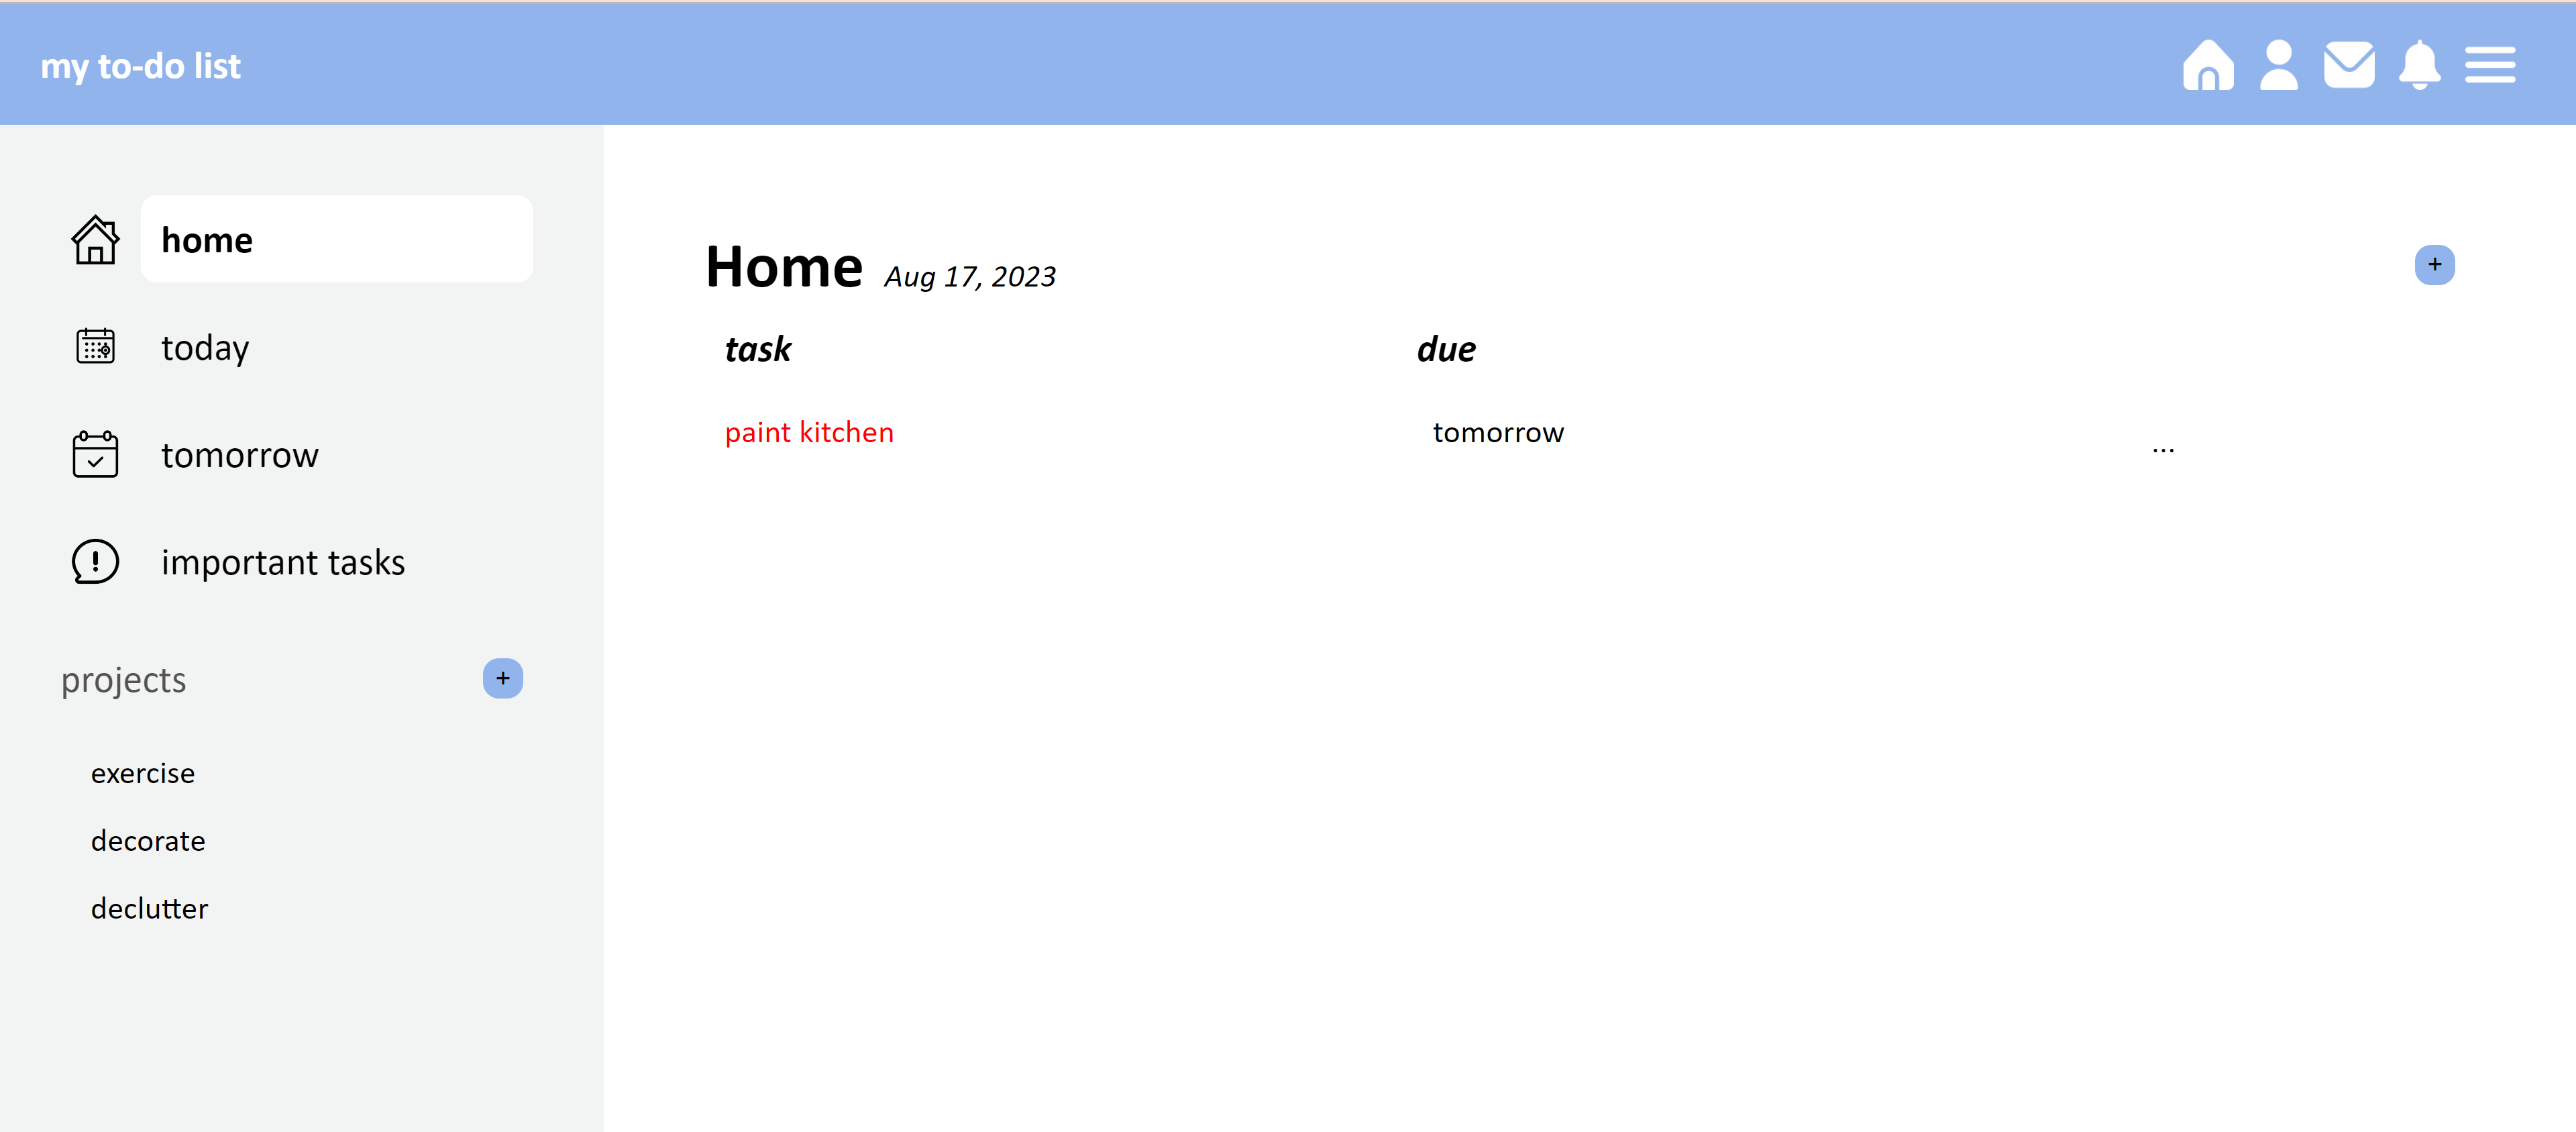 my to-do list
home
today
tomorrow
important tasks
projects +
exercise
decorate
declutter
Home Aug 17, 2023 +
task due
paint kitchen tomorrow ...